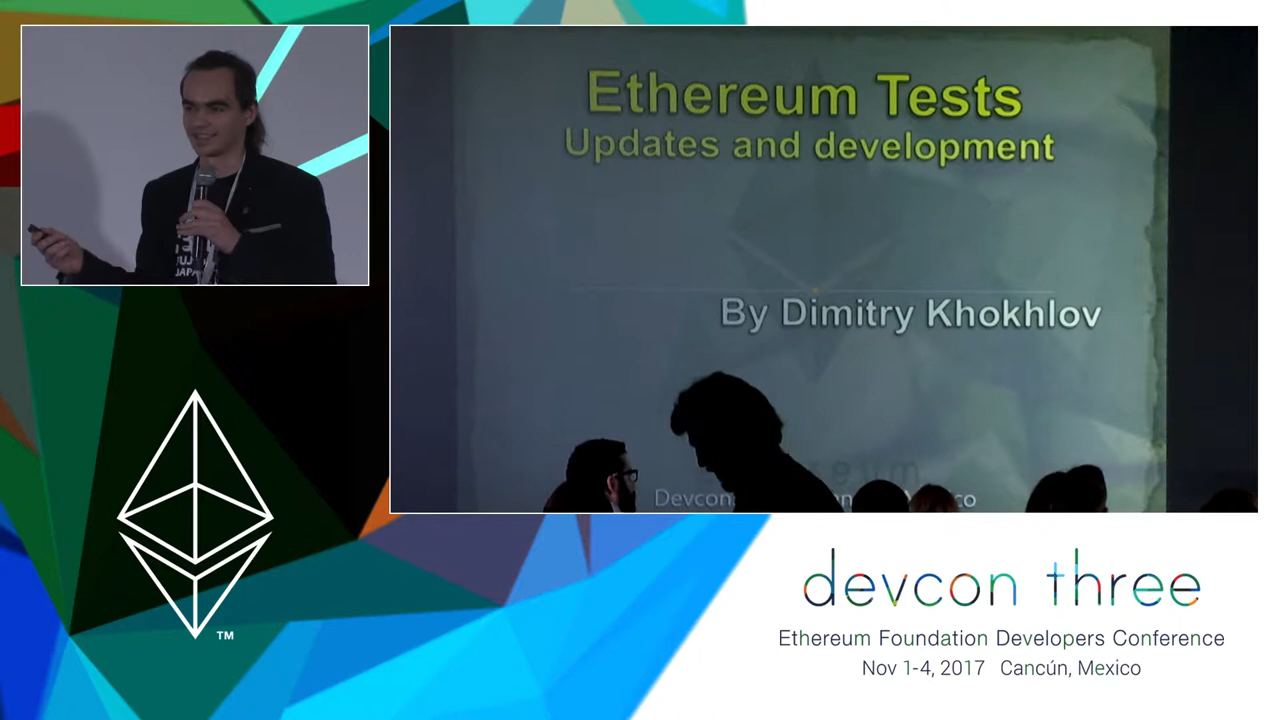 Ethereum Tests
Updates and development
By Dimitry Khokhlov
TM
devcon three
Ethereum Foundation Developers Conference
Nov 1-4, 2017 Cancún, Mexico